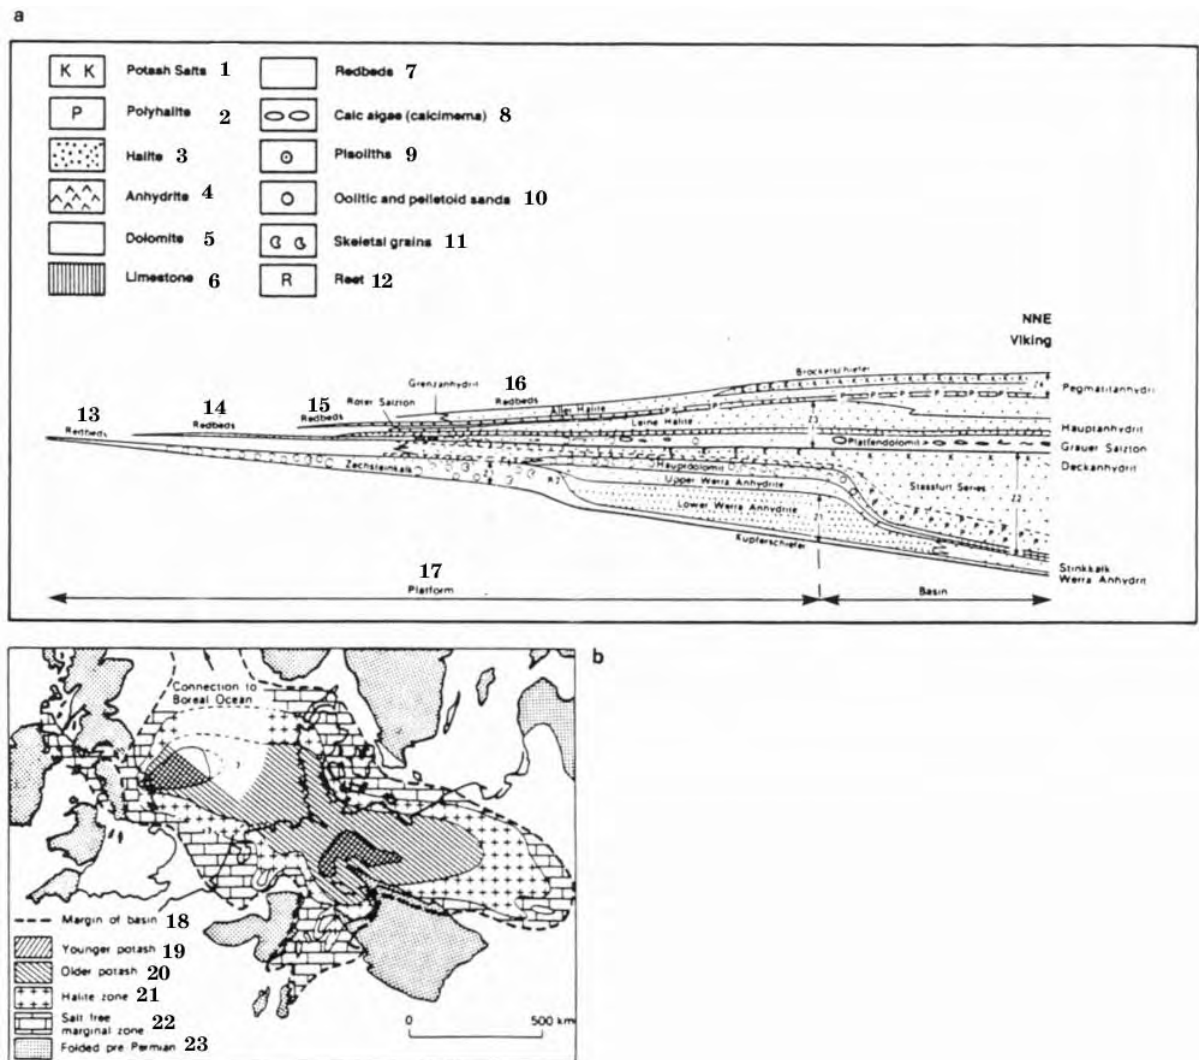 a
K K Potash Salts 1
P Polyhalite 2
Halite 3
Anhydrite 4
Dolomite 5
Limestone 6
Redbeds 7
Calc algae (calcimema) 8
Pisoliths 9
Oolitic and pelletoid sands 10
Skeletal grains 11
R Reef 12
NNE
Viking
Brockelschiefer
Grenzanhydrit
16
Redbeds
Z4
Pegmatitanhydrit
Roter Salzton
Aller Halite
13
Redbeds
14
Redbeds
15
Redbeds
Leine Halite
Z3
Hauptanhydrit
Plattendolomit
Grauer Salzton
Deckanhydrit
Zechsteinkalk
Hauptdolomit
Upper Werra Anhydrite
Stassfurt Series
Z2
Lower Werra Anhydrite
Z1
Kupferschiefer
Stinkkalk
Werra Anhydrit
17
Platform
Basin
b
Connection to
Boreal Ocean
?
Margin of basin 18
Younger potash 19
Older potash 20
Halite zone 21
Salt free
marginal zone 22
Folded pre Permian 23
0 500 km